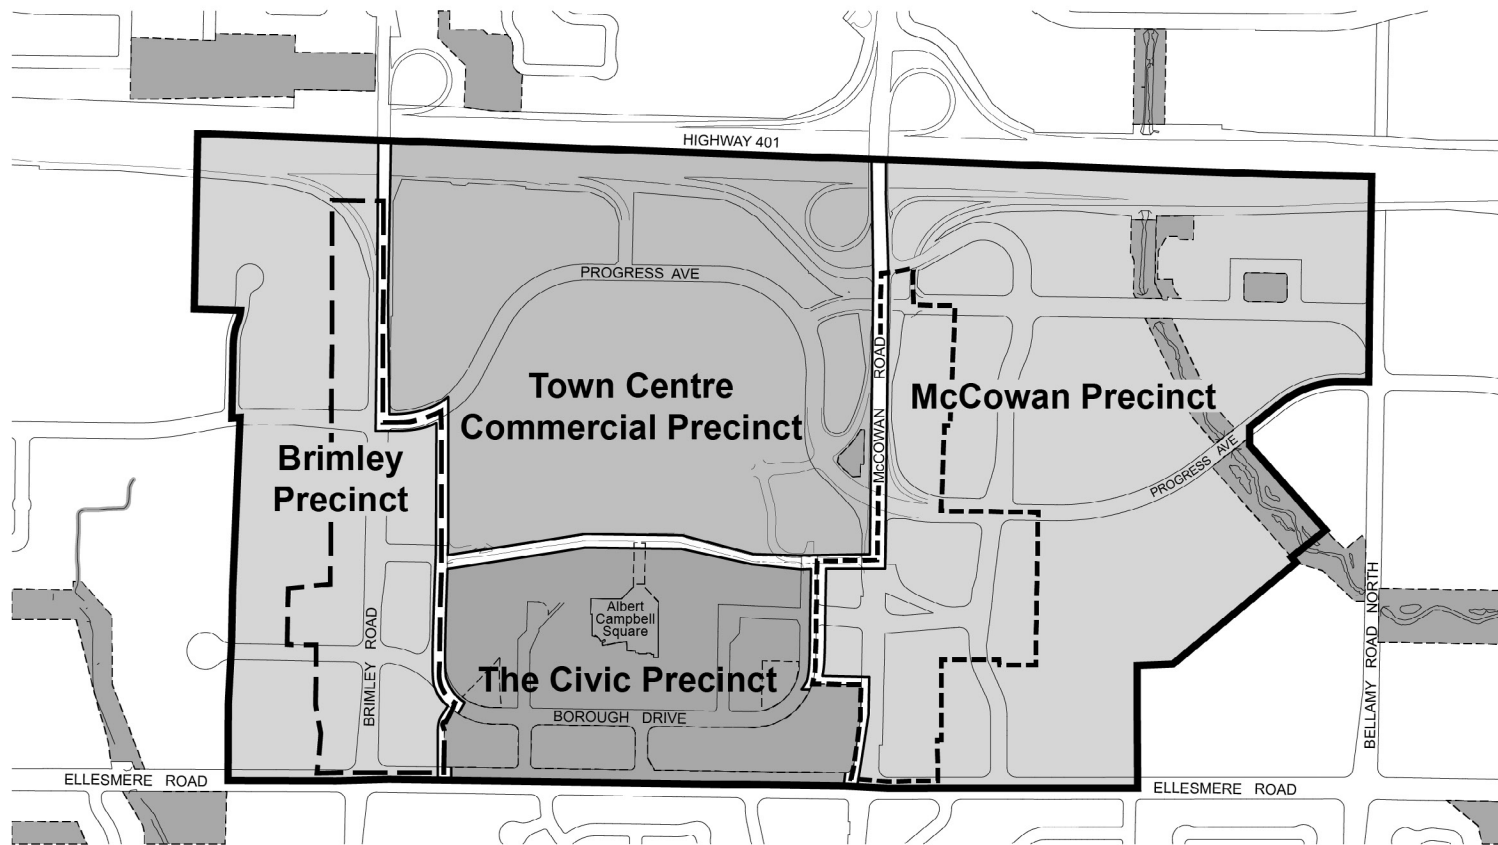 HIGHWAY 401
PROGRESS AVE
Town Centre
Commercial Precinct
McCOWAN ROAD
McCowan Precinct
PROGRESS AVE
Brimley
Precinct
Albert
Campbell
Square
The Civic Precinct
BOROUGH DRIVE
BRIMLEY ROAD
BELLAMY ROAD NORTH
ELLESMERE ROAD
ELLESMERE ROAD